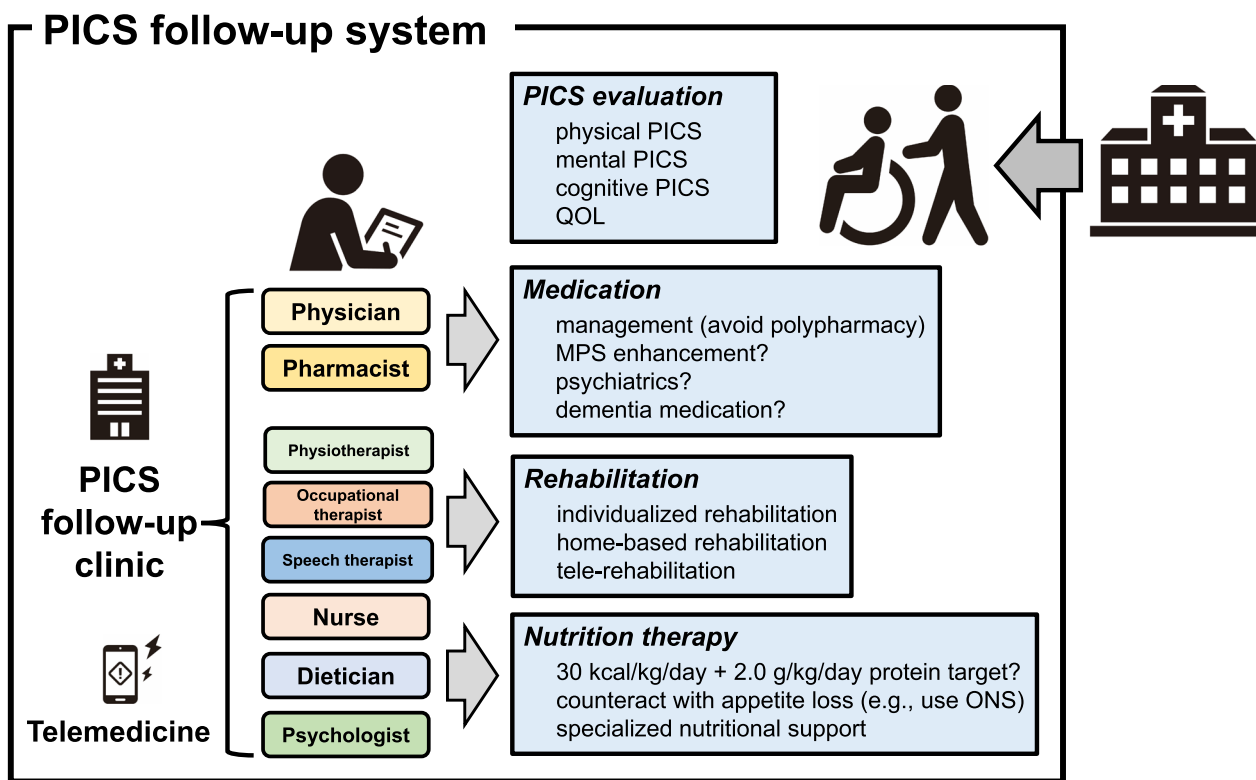 PICS follow-up system
PICS evaluation
physical PICS
mental PICS
cognitive PICS
QOL
Physician
Pharmacist
Medication
management (avoid polypharmacy)
MPS enhancement?
psychiatrics?
dementia medication?
PICS
follow-up
clinic
Telemedicine
Physiotherapist
Occupational
therapist
Speech therapist
Rehabilitation
individualized rehabilitation
home-based rehabilitation
tele-rehabilitation
Nurse
Dietician
Psychologist
Nutrition therapy
30 kcal/kg/day + 2.0 g/kg/day protein target?
counteract with appetite loss (e.g., use ONS)
specialized nutritional support